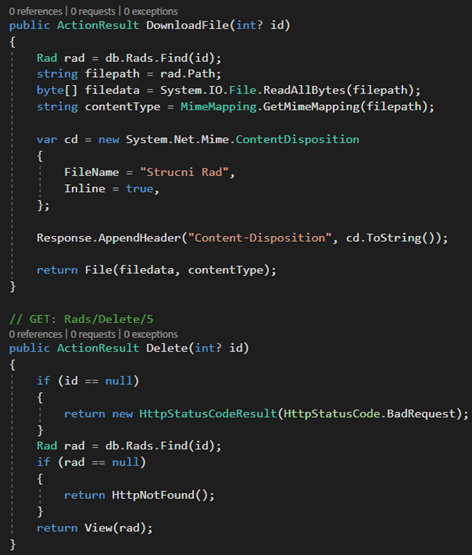 0 references | 0 requests | 0 exceptions
public ActionResult DownloadFile(int? id)
{
    Rad rad = db.Rads.Find(id);
    string filepath = rad.Path;
    byte[] filedata = System.IO.File.ReadAllBytes(filepath);
    string contentType = MimeMapping.GetMimeMapping(filepath);

    var cd = new System.Net.Mime.ContentDisposition
    {
        FileName = "Strucni Rad",
        Inline = true,
    };

    Response.AppendHeader("Content-Disposition", cd.ToString());

    return File(filedata, contentType);
}

// GET: Rads/Delete/5
0 references | 0 requests | 0 exceptions
public ActionResult Delete(int? id)
{
    if (id == null)
    {
        return new HttpStatusCodeResult(HttpStatusCode.BadRequest);
    }
    Rad rad = db.Rads.Find(id);
    if (rad == null)
    {
        return HttpNotFound();
    }
    return View(rad);
}